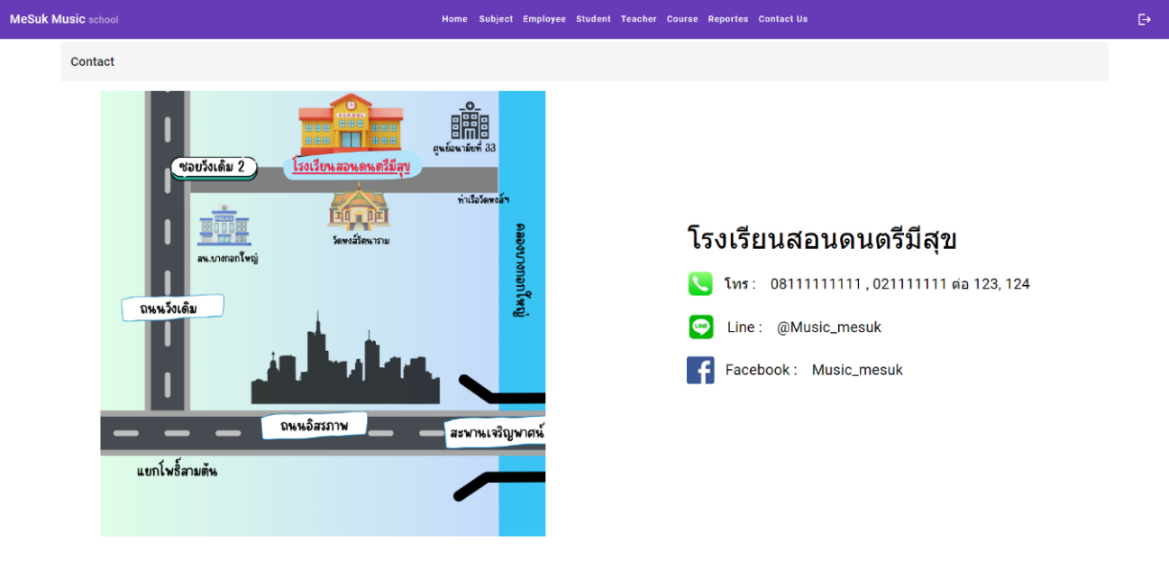 MeSuk Music school
Home Subject Employee Student Teacher Course Reportes Contact Us
Contact
SCHOOL
ศูนย์อนามัยที่ 33
ซอยวังเดิม 2
โรงเรียนสอนดนตรีมีสุข
ท่าเรือวัดหงส์ฯ
POLICE
วัดหงส์รัตนาราม
สน.บางกอกใหญ่
คลองบางกอกใหญ่
ถนนวังเดิม
ถนนอิสรภาพ
สะพานเจริญพาศน์
แยกโพธิ์สามต้น
โรงเรียนสอนดนตรีมีสุข
โทร : 08111111111 , 021111111 ต่อ 123, 124
LINE
Line : @Music_mesuk
Facebook : Music_mesuk